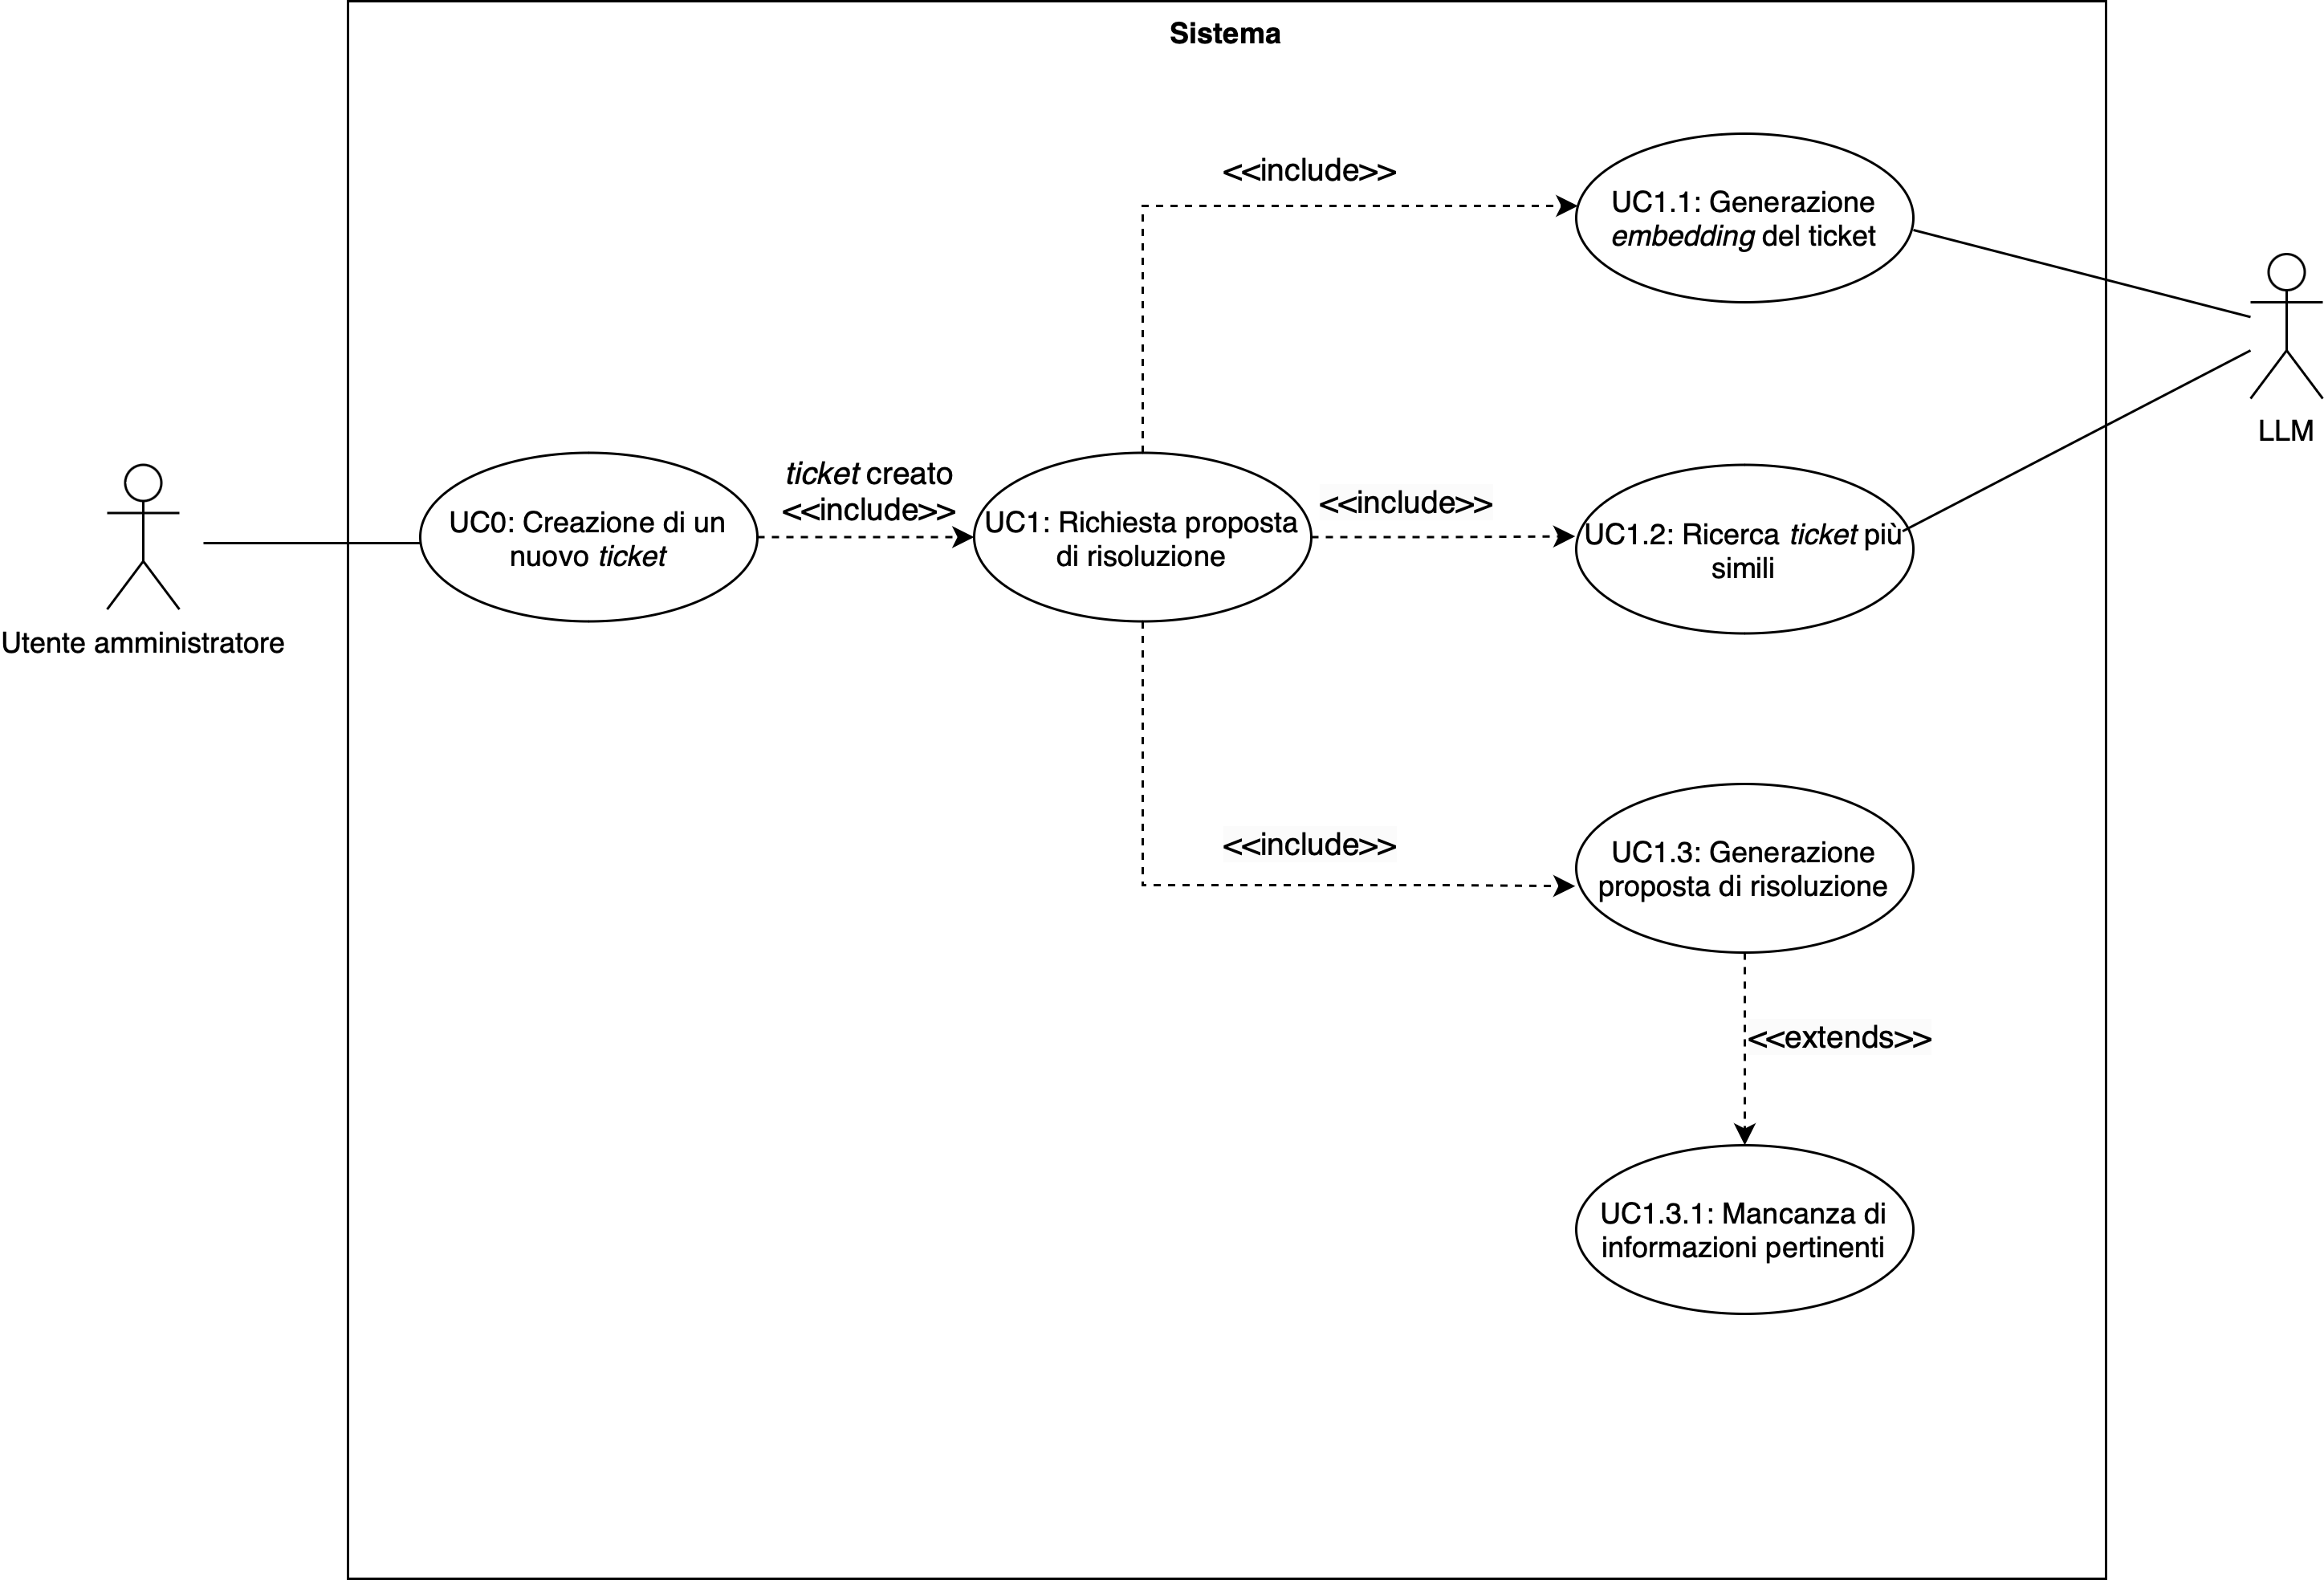 Sistema
<<include>>
UC1.1: Generazione
embedding del ticket
LLM
ticket creato
<<include>>
<<include>>
UC0: Creazione di un
nuovo ticket
UC1: Richiesta proposta
di risoluzione
UC1.2: Ricerca ticket più
simili
Utente amministratore
<<include>>
UC1.3: Generazione
proposta di risoluzione
<<extends>>
UC1.3.1: Mancanza di
informazioni pertinenti